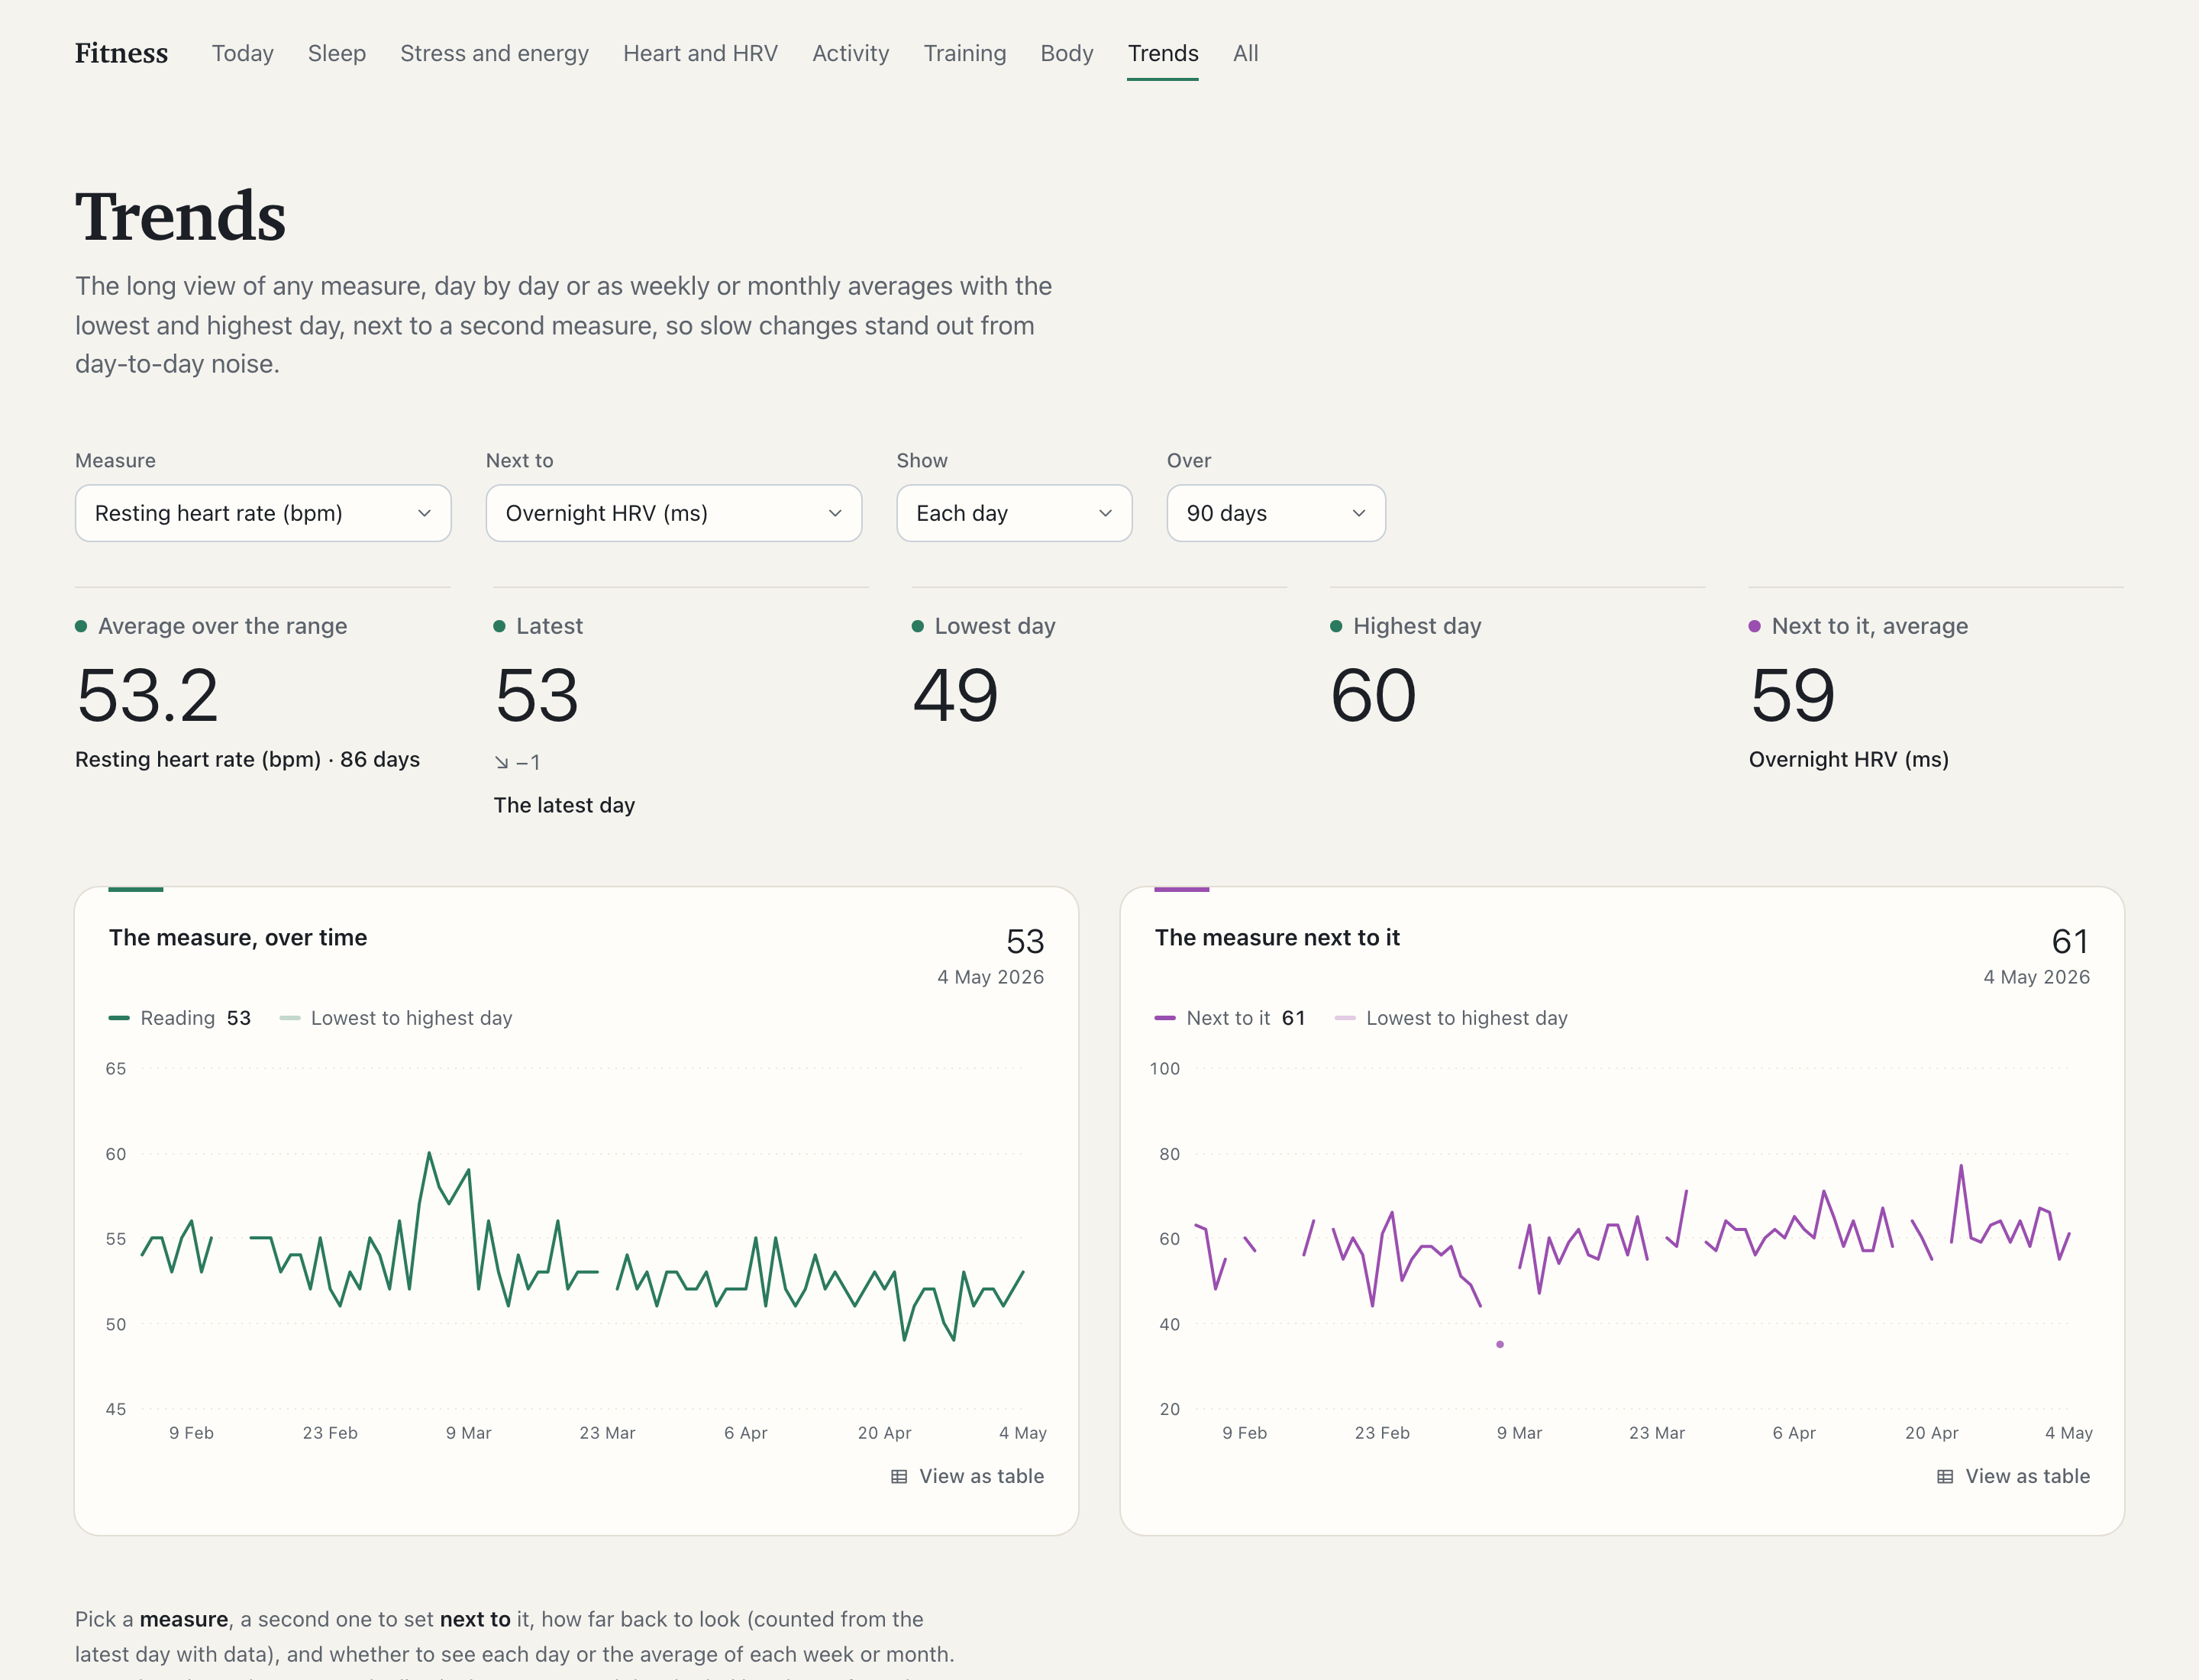 Fitness Today Sleep Stress and energy Heart and HRV Activity Training Body Trends All
Trends
The long view of any measure, day by day or as weekly or monthly averages with the
lowest and highest day, next to a second measure, so slow changes stand out from
day-to-day noise.
Measure Next to Show Over
Resting heart rate (bpm) Overnight HRV (ms) Each day 90 days
Average over the range
53.2
Resting heart rate (bpm) · 86 days
Latest
53
↘ −1
The latest day
Lowest day
49
Highest day
60
Next to it, average
59
Overnight HRV (ms)
The measure, over time
53
4 May 2026
Reading 53 Lowest to highest day
65
60
55
50
45
9 Feb 23 Feb 9 Mar 23 Mar 6 Apr 20 Apr 4 May
View as table
The measure next to it
61
4 May 2026
Next to it 61 Lowest to highest day
100
80
60
40
20
9 Feb 23 Feb 9 Mar 23 Mar 6 Apr 20 Apr 4 May
View as table
Pick a measure, a second one to set next to it, how far back to look (counted from the
latest day with data), and whether to see each day or the average of each week or month.